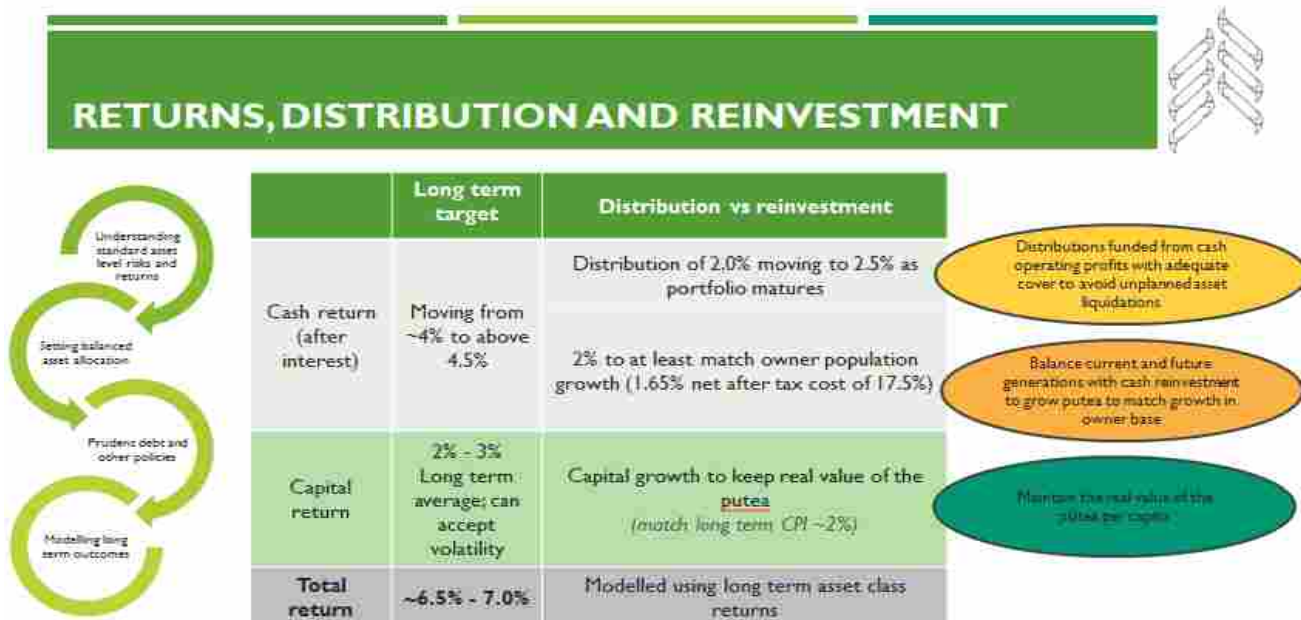 RETURNS, DISTRIBUTION AND REINVESTMENT
Understanding
standard asset
level risks and
returns
Setting balanced
asset allocation
Prudent debt and
other policies
Modelling long
term outcomes
Long term
target
Distribution vs reinvestment
Cash return
(after
interest)
Moving from
~4% to above
4.5%
Distribution of 2.0% moving to 2.5% as
portfolio matures
2% to at least match owner population
growth (1.65% net after tax cost of 17.5%)
Capital
return
2% - 3%
Long term
average; can
accept
volatility
Capital growth to keep real value of the
putea
(match long term CPI ~2%)
Total
return
~6.5% - 7.0%
Modelled using long term asset class
returns
Distributions funded from cash
operating profits with adequate
cover to avoid unplanned asset
liquidations
Balance current and future
generations with cash reinvestment
to grow putea to match growth in
owner base
Maintain the real value of the
putea per capita